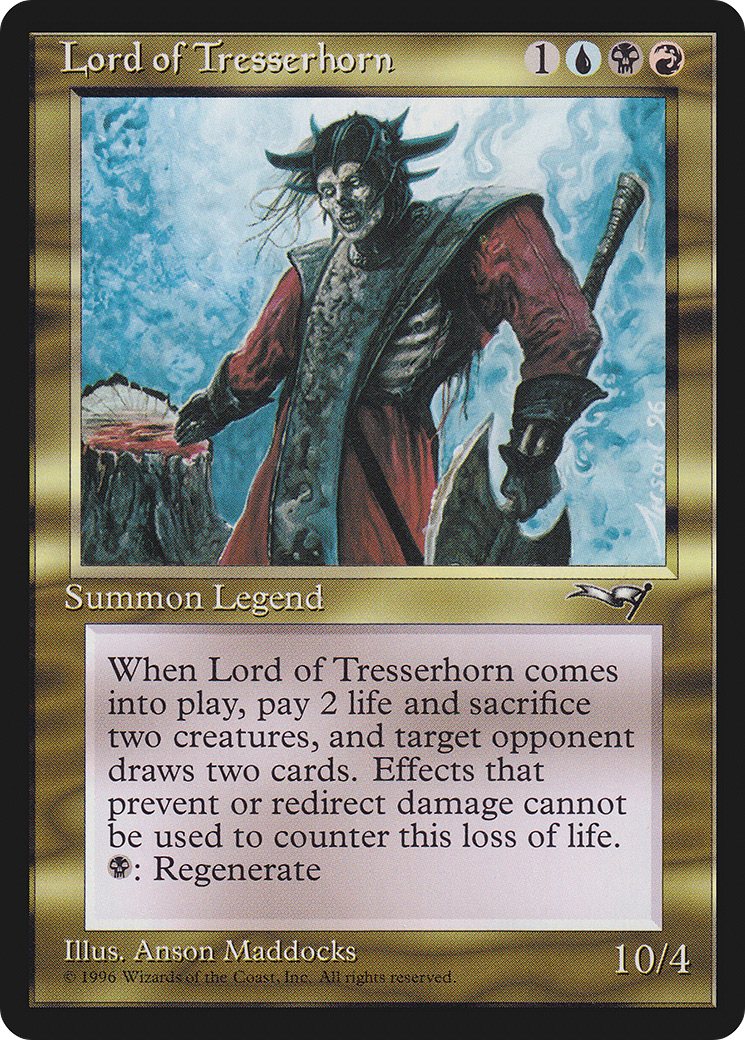 Lord of Tresserhorn
1
Summon Legend
When Lord of Tresserhorn comes
into play, pay 2 life and sacrifice
two creatures, and target opponent
draws two cards. Effects that
prevent or redirect damage cannot
be used to counter this loss of life.
: Regenerate
Illus. Anson Maddocks
10/4
© 1996 Wizards of the Coast, Inc. All rights reserved.